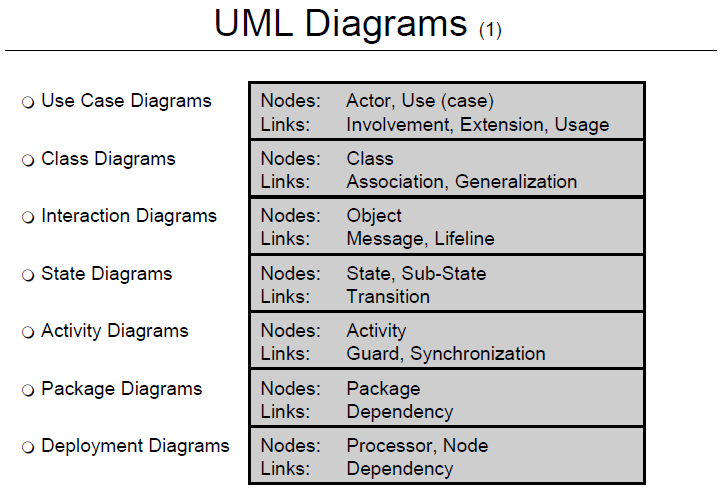 UML Diagrams (1)
Use Case Diagrams
Nodes: Actor, Use (case)
Links: Involvement, Extension, Usage
Class Diagrams
Nodes: Class
Links: Association, Generalization
Interaction Diagrams
Nodes: Object
Links: Message, Lifeline
State Diagrams
Nodes: State, Sub-State
Links: Transition
Activity Diagrams
Nodes: Activity
Links: Guard, Synchronization
Package Diagrams
Nodes: Package
Links: Dependency
Deployment Diagrams
Nodes: Processor, Node
Links: Dependency